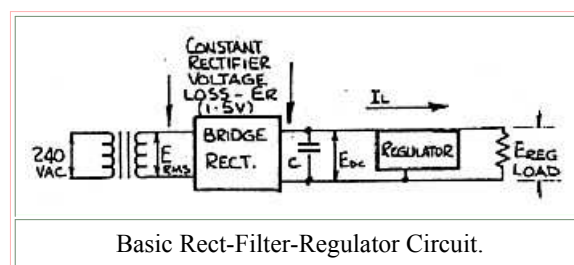 CONSTANT
RECTIFIER
VOLTAGE
LOSS - ER
(1.5V)
IL
240
VAC
E
RMS
BRIDGE
RECT.
C
EDC
REGULATOR
EREG
LOAD
Basic Rect-Filter-Regulator Circuit.